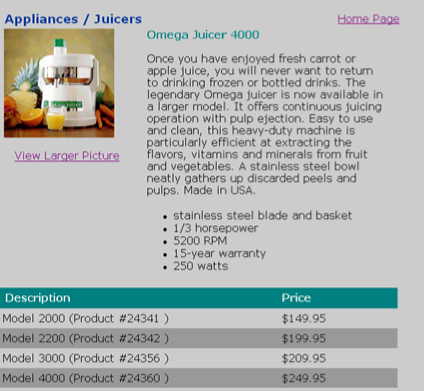 Appliances / Juicers
Home Page
Omega Juicer 4000
Once you have enjoyed fresh carrot or
apple juice, you will never want to return
to drinking frozen or bottled drinks. The
legendary Omega juicer is now available in
a larger model. It offers continuous juicing
operation with pulp ejection. Easy to use
and clean, this heavy-duty machine is
particularly efficient at extracting the
flavors, vitamins and minerals from fruit
and vegetables. A stainless steel bowl
neatly gathers up discarded peels and
pulps. Made in USA.
View Larger Picture
• stainless steel blade and basket
• 1/3 horsepower
• 5200 RPM
• 15-year warranty
• 250 watts
Description Price
Model 2000 (Product #24341 ) $149.95
Model 2200 (Product #24342 ) $199.95
Model 3000 (Product #24356 ) $209.95
Model 4000 (Product #24360 ) $249.95